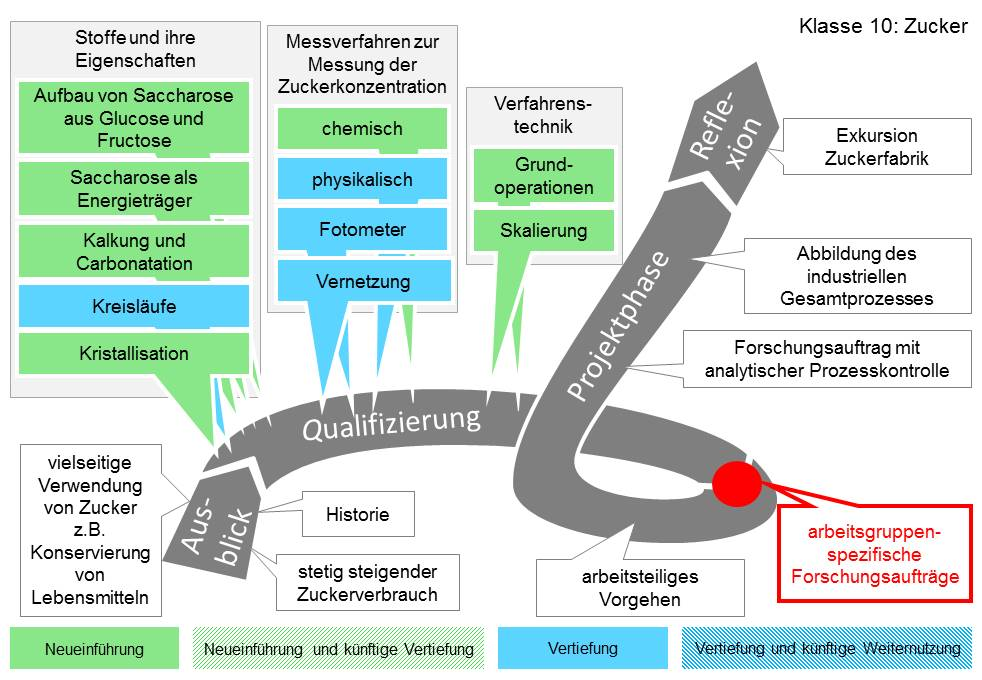 Klasse 10: Zucker
Stoffe und ihre
Eigenschaften
Aufbau von Saccharose
aus Glucose und
Fructose
Saccharose als
Energieträger
Kalkung und
Carbonatation
Kreisläufe
Kristallisation
Messverfahren zur
Messung der
Zuckerkonzentration
chemisch
physikalisch
Fotometer
Vernetzung
Verfahrens-
technik
Grund-
operationen
Skalierung
Refle-
xion
Exkursion
Zuckerfabrik
Abbildung des
industriellen
Gesamtprozesses
Projektphase
Forschungsauftrag mit
analytischer Prozesskontrolle
Qualifizierung
Aus-
blick
vielseitige
Verwendung
von Zucker
z.B.
Konservierung
von
Lebensmitteln
Historie
stetig steigender
Zuckerverbrauch
arbeitsteiliges
Vorgehen
arbeitsgruppen-
spezifische
Forschungsaufträge
Neueinführung
Neueinführung und künftige Vertiefung
Vertiefung
Vertiefung und künftige Weiternutzung